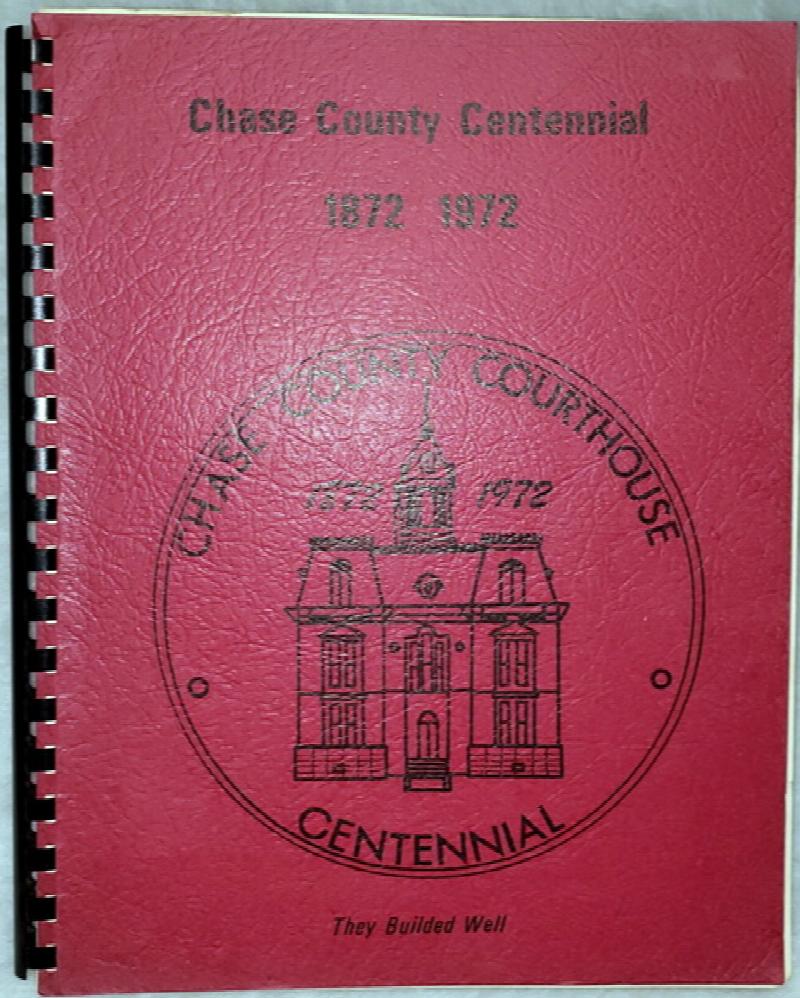 Chase County Centennial
1872 1972
CHASE COUNTY COURTHOUSE
1872 1972
CENTENNIAL
They Builded Well